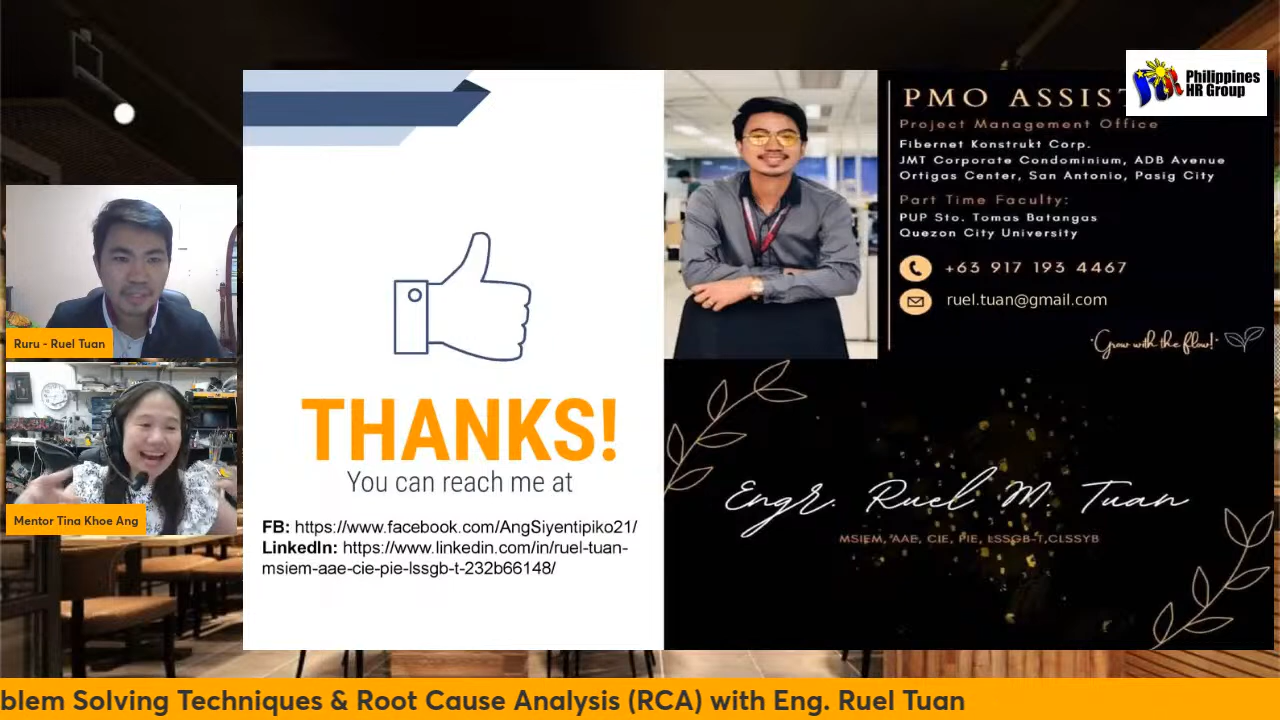 Philippines
HR Group
PMO ASSIST
Project Management Office
Fibernet Konstrukt Corp.
JMT Corporate Condominium, ADB Avenue
Ortigas Center, San Antonio, Pasig City
Part Time Faculty:
PUP Sto. Tomas Batangas
Quezon City University
+63 917 193 4467
ruel.tuan@gmail.com
"Grow with the flow!"
Ruru - Ruel Tuan
Mentor Tina Khoe Ang
THANKS!
You can reach me at
FB: https://www.facebook.com/AngSiyentipiko21/
LinkedIn: https://www.linkedin.com/in/ruel-tuan-
msiem-aae-cie-pie-lssgb-t-232b66148/
Engr. Ruel M. Tuan
MSIEM, AAE, CIE, PIE, LSSGB-T,CLSSYB
blem Solving Techniques & Root Cause Analysis (RCA) with Eng. Ruel Tuan